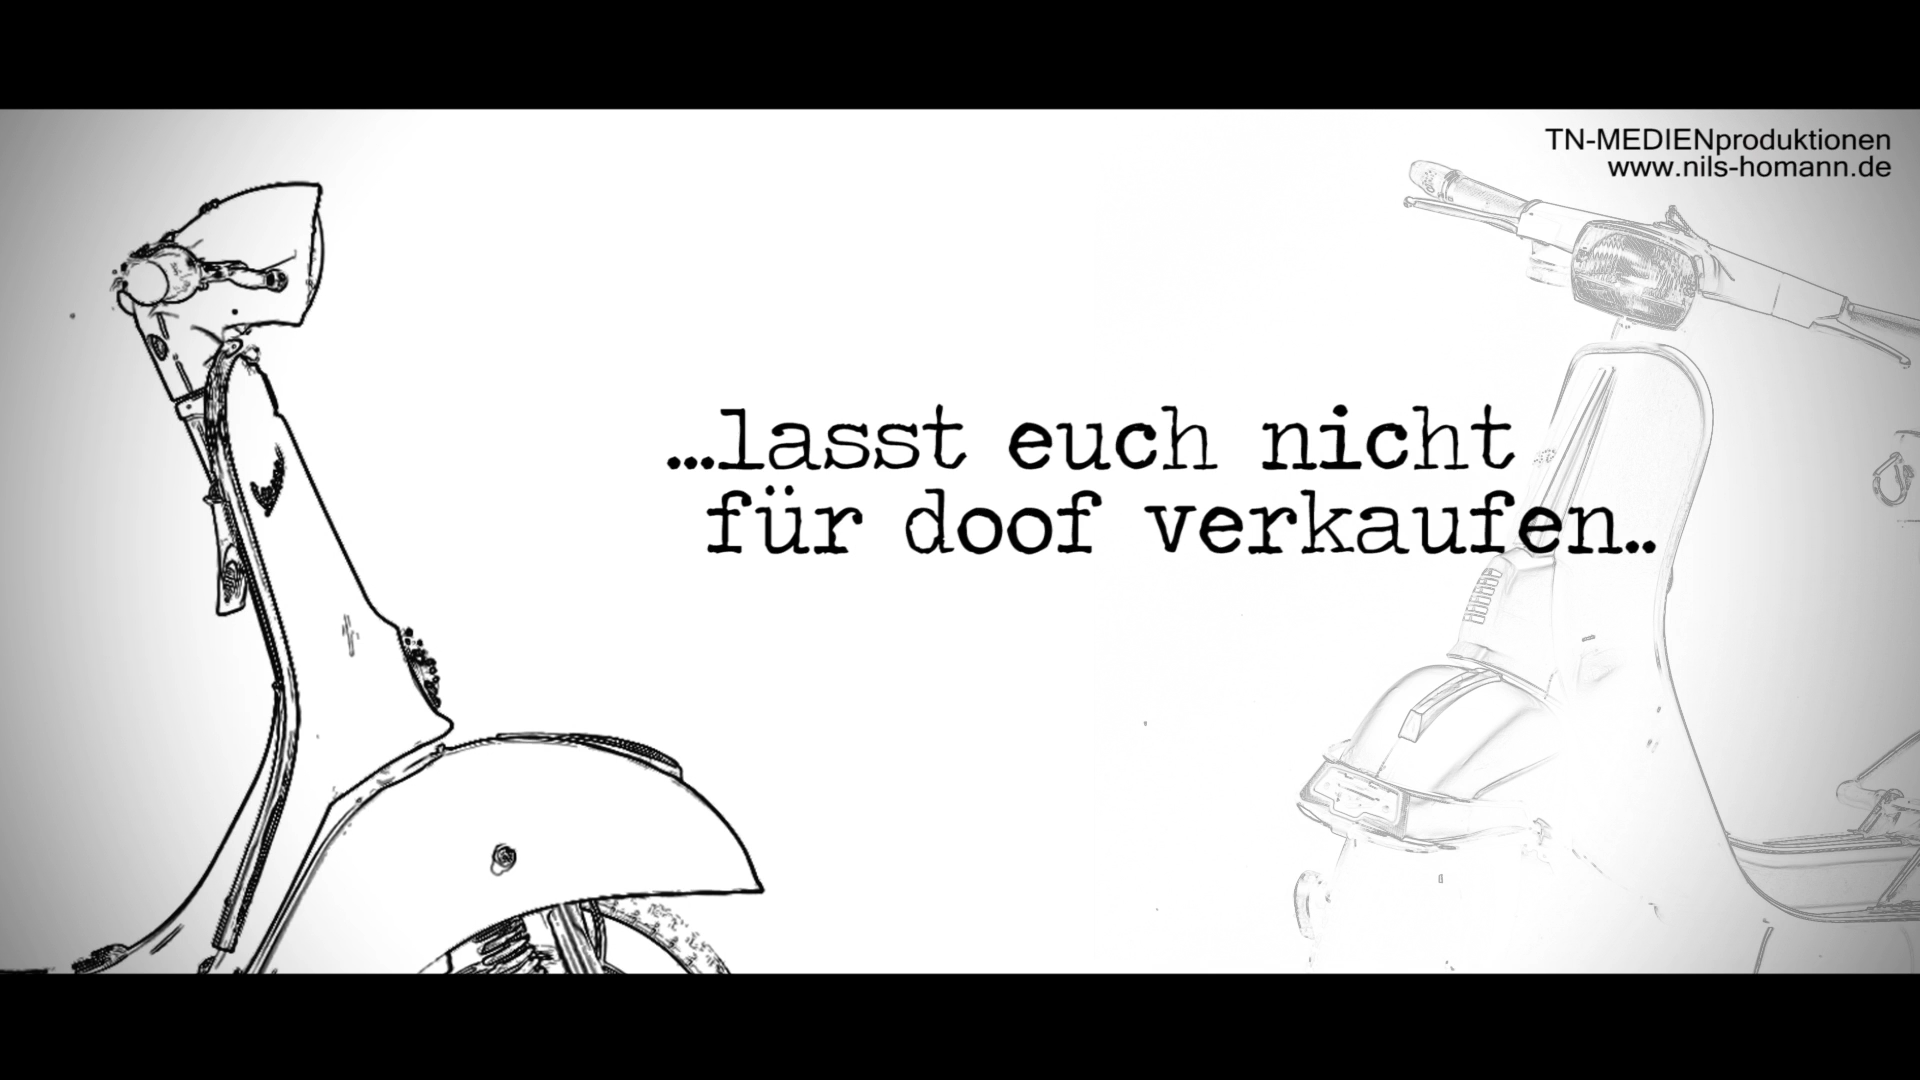 TN-MEDIENproduktionen
www.nils-homann.de
...lasst euch nicht
für doof verkaufen..